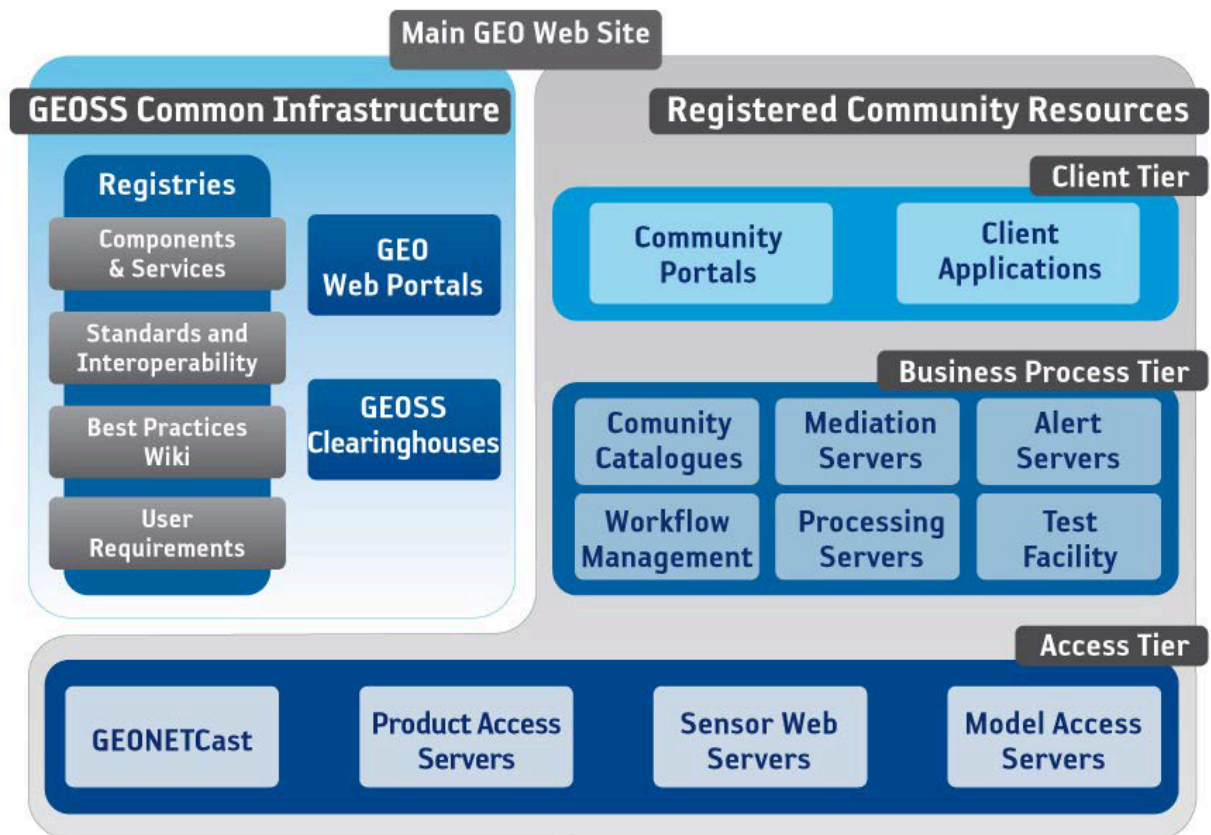 Main GEO Web Site
GEOSS Common Infrastructure
Registries
Components
& Services
Standards and
Interoperability
Best Practices
Wiki
User
Requirements
GEO
Web Portals
GEOSS
Clearinghouses
Registered Community Resources
Client Tier
Community
Portals
Client
Applications
Business Process Tier
Comunity
Catalogues
Mediation
Servers
Alert
Servers
Workflow
Management
Processing
Servers
Test
Facility
Access Tier
GEONETCast
Product Access
Servers
Sensor Web
Servers
Model Access
Servers